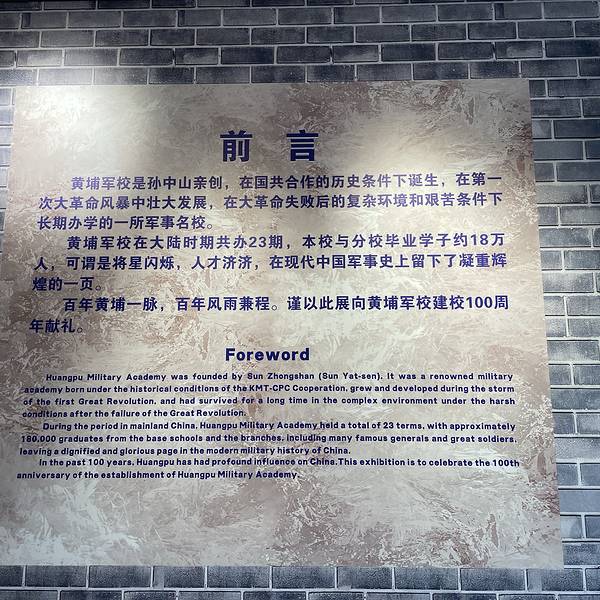 前 言
黄埔军校是孙中山亲创，在国共合作的历史条件下诞生，在第一
次大革命风暴中壮大发展，在大革命失败后的复杂环境和艰苦条件下
长期办学的一所军事名校。
黄埔军校在大陆时期共办23期，本校与分校毕业学子约18万
人，可谓是将星闪烁，人才济济，在现代中国军事史上留下了凝重辉
煌的一页。
百年黄埔一脉，百年风雨兼程。谨以此展向黄埔军校建校100周
年献礼。
Foreword
Huangpu Military Academy was founded by Sun Zhongshan (Sun Yat-sen). It was a renowned military
academy born under the historical conditions of the KMT-CPC Cooperation, grew and developed during the storm
of the first Great Revolution, and had survived for a long time in the complex environment under the harsh
conditions after the failure of the Great Revolution.
During the period in mainland China, Huangpu Military Academy held a total of 23 terms, with approximately
180,000 graduates from the base schools and the branches, including many famous generals and great soldiers,
leaving a dignified and glorious page in the modern military history of China.
In the past 100 years, Huangpu has had profound influence on China.This exhibition is to celebrate the 100th
anniversary of the establishment of Huangpu Military Academy.